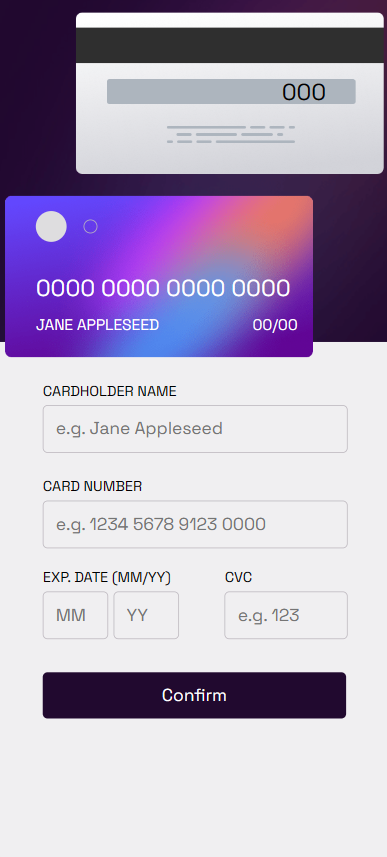 000
0000 0000 0000 0000
JANE APPLESEED 00/00
CARDHOLDER NAME
e.g. Jane Appleseed
CARD NUMBER
e.g. 1234 5678 9123 0000
EXP. DATE (MM/YY) CVC
MM YY e.g. 123
Confirm